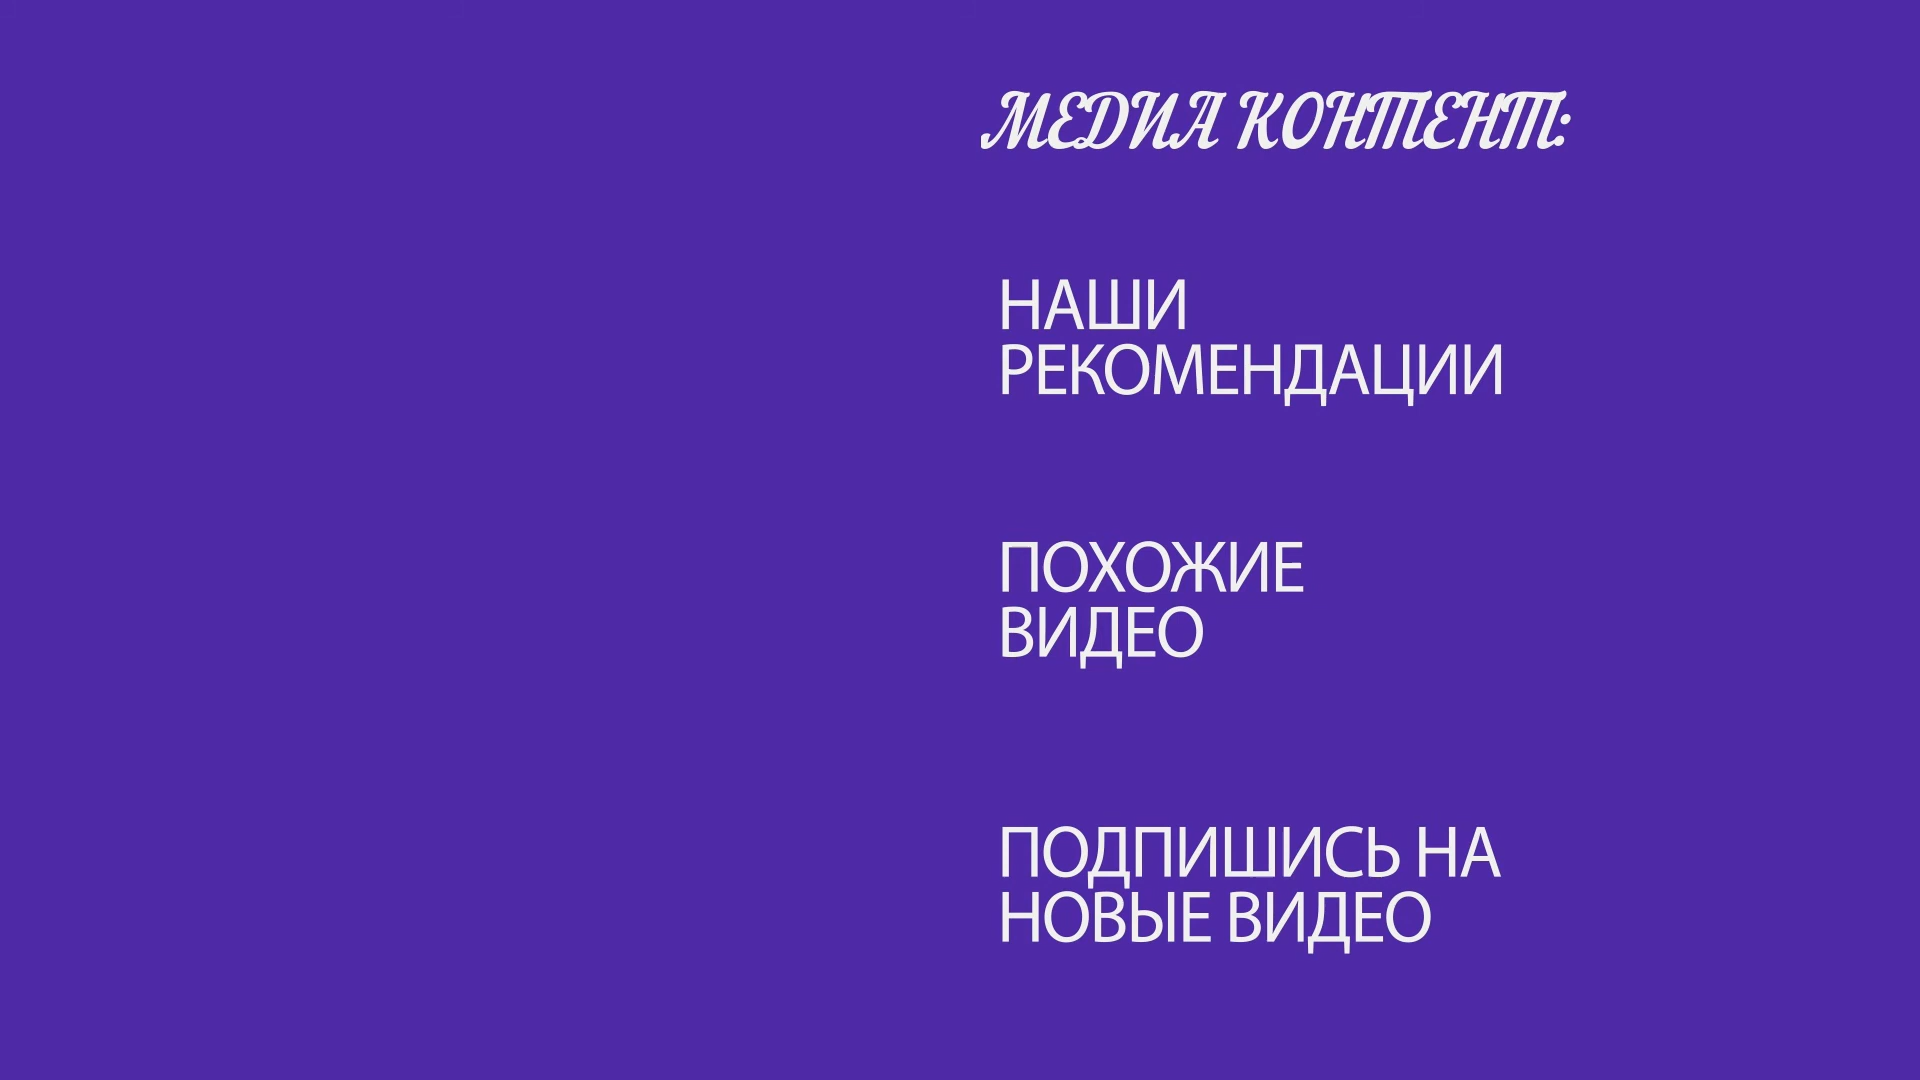 МЕДИА КОНТЕНТ:
НАШИ
РЕКОМЕНДАЦИИ
ПОХОЖИЕ
ВИДЕО
ПОДПИШИСЬ НА
НОВЫЕ ВИДЕО